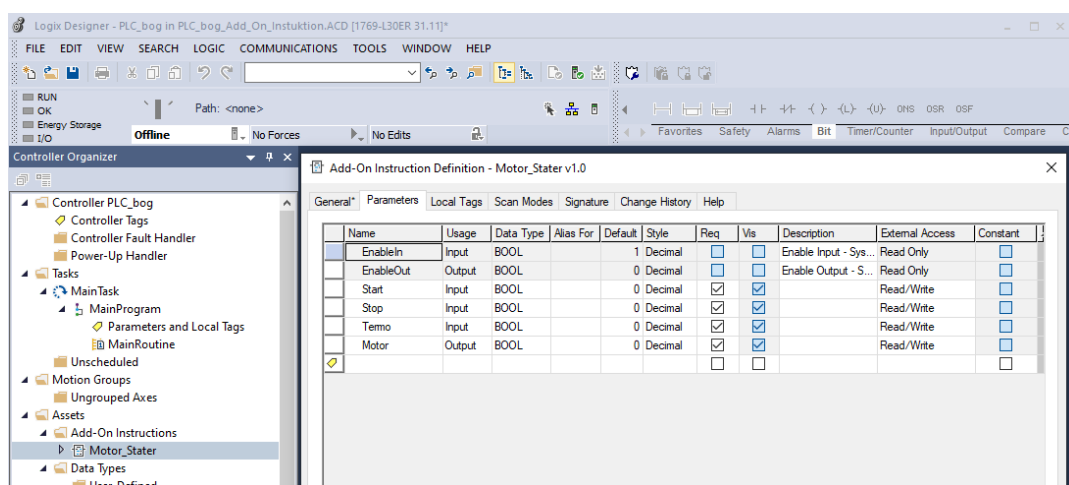 Logix Designer - PLC_bog in PLC_bog_Add_On_Instuktion.ACD [1769-L30ER 31.11]*
FILE EDIT VIEW SEARCH LOGIC COMMUNICATIONS TOOLS WINDOW HELP
RUN
OK
Energy Storage
I/O
Path: <none>
Offline
No Forces
No Edits
ONS OSR OSF
Favorites Safety Alarms Bit Timer/Counter Input/Output Compare
Controller Organizer
Controller PLC_bog
Controller Tags
Controller Fault Handler
Power-Up Handler
Tasks
MainTask
MainProgram
Parameters and Local Tags
MainRoutine
Unscheduled
Motion Groups
Ungrouped Axes
Assets
Add-On Instructions
Motor_Stater
Data Types
User-Defined
Add-On Instruction Definition - Motor_Stater v1.0
General* Parameters Local Tags Scan Modes Signature Change History Help
Name Usage Data Type Alias For Default Style Req Vis Description External Access Constant
EnableIn Input BOOL 1 Decimal Enable Input - Sys... Read Only
EnableOut Output BOOL 0 Decimal Enable Output - S... Read Only
Start Input BOOL 0 Decimal Read/Write
Stop Input BOOL 0 Decimal Read/Write
Termo Input BOOL 0 Decimal Read/Write
Motor Output BOOL 0 Decimal Read/Write